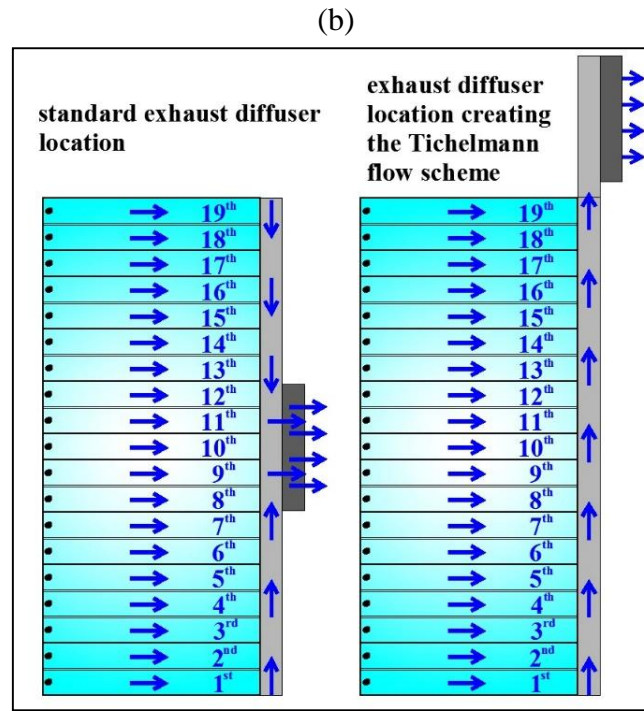 (b)
standard exhaust diffuser
location
19th
18th
17th
16th
15th
14th
13th
12th
11th
10th
9th
8th
7th
6th
5th
4th
3rd
2nd
1st
exhaust diffuser
location creating
the Tichelmann
flow scheme
19th
18th
17th
16th
15th
14th
13th
12th
11th
10th
9th
8th
7th
6th
5th
4th
3rd
2nd
1st